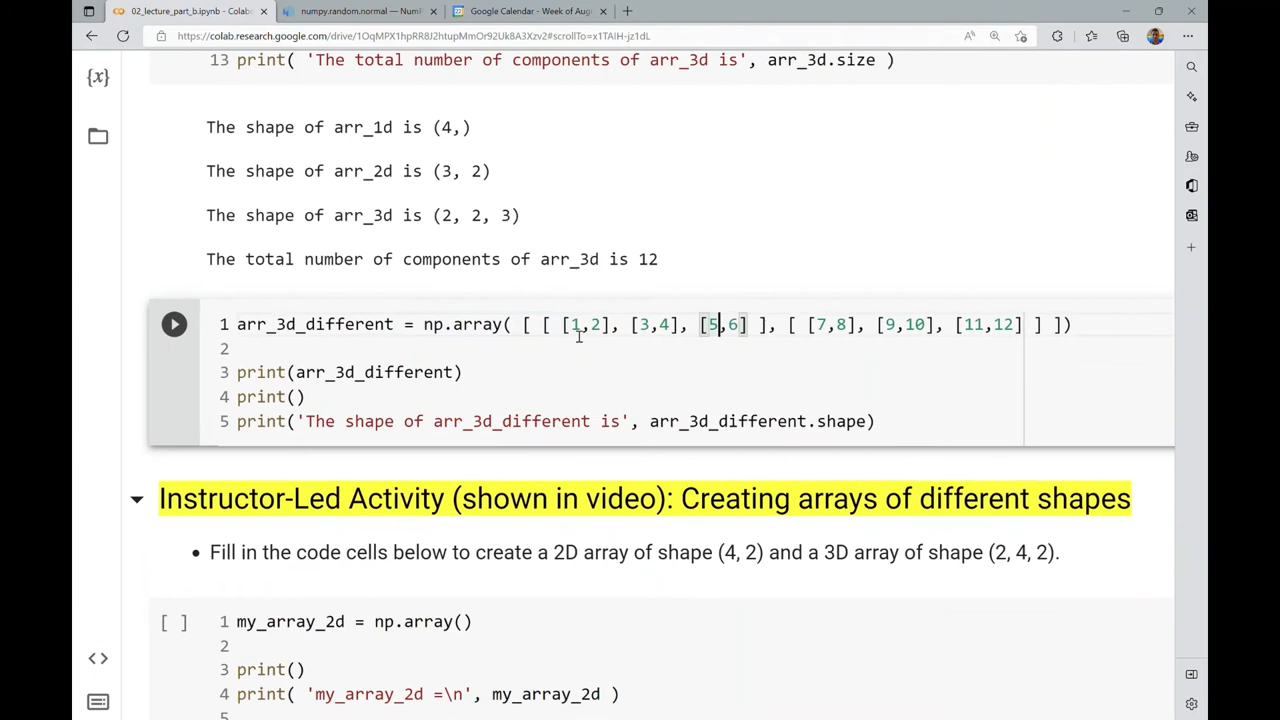 02_lecture_part_b.ipynb - Colabo
numpy.random.normal — NumP
Google Calendar - Week of Aug
https://colab.research.google.com/drive/1OqMPX1hpRR8J2htupMmOr92Uk8A3Xzv2#scrollTo=x1TAIH-jz1dL
13 print( 'The total number of components of arr_3d is', arr_3d.size )
{x}
The shape of arr_1d is (4,)
The shape of arr_2d is (3, 2)
The shape of arr_3d is (2, 2, 3)
The total number of components of arr_3d is 12
1 arr_3d_different = np.array( [ [ [1,2], [3,4], [5,6] ], [ [7,8], [9,10], [11,12] ] ])
2
3 print(arr_3d_different)
4 print()
5 print('The shape of arr_3d_different is', arr_3d_different.shape)
Instructor-Led Activity (shown in video): Creating arrays of different shapes
• Fill in the code cells below to create a 2D array of shape (4, 2) and a 3D array of shape (2, 4, 2).
[ ] 1 my_array_2d = np.array()
2
3 print()
4 print( 'my_array_2d =\n', my_array_2d )
5